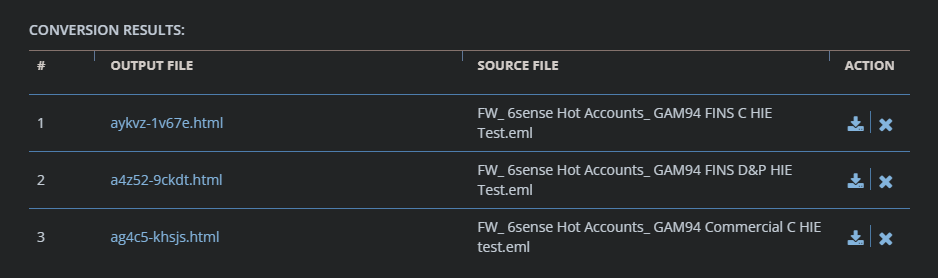 CONVERSION RESULTS:
# OUTPUT FILE SOURCE FILE ACTION
1 aykvz-1v67e.html FW_ 6sense Hot Accounts_ GAM94 FINS C HIE
Test.eml
2 a4z52-9ckdt.html FW_ 6sense Hot Accounts_ GAM94 FINS D&P HIE
Test.eml
3 ag4c5-khsjs.html FW_ 6sense Hot Accounts_ GAM94 Commercial C HIE
test.eml